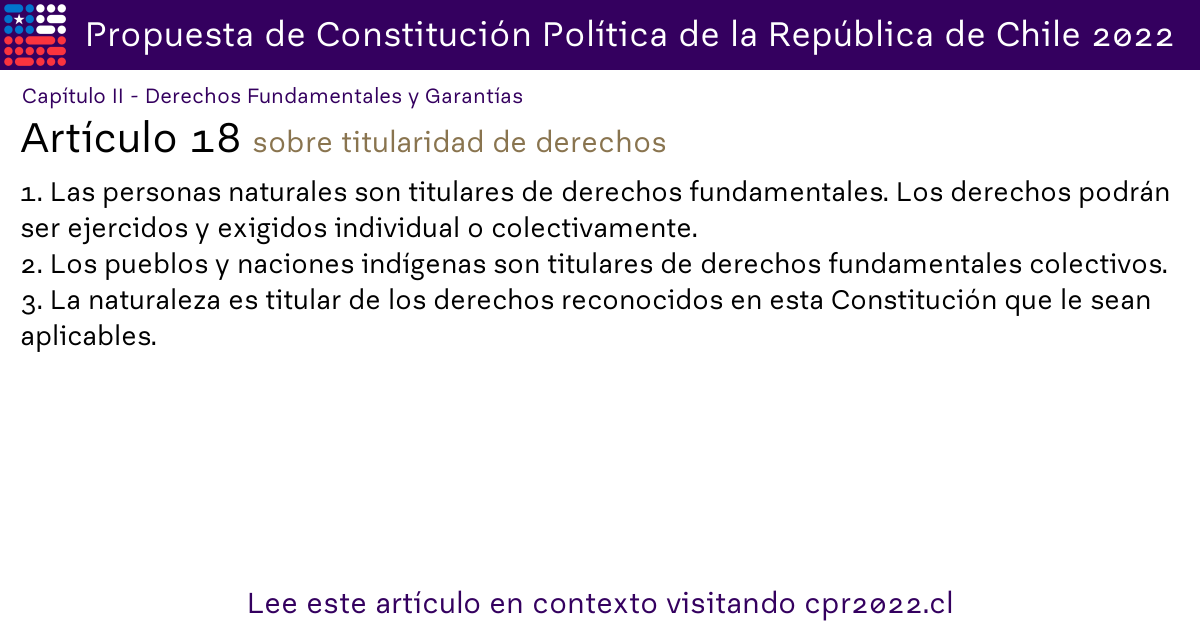 Propuesta de Constitución Política de la República de Chile 2022
Capítulo II - Derechos Fundamentales y Garantías
Artículo 18 sobre titularidad de derechos
1. Las personas naturales son titulares de derechos fundamentales. Los derechos podrán
ser ejercidos y exigidos individual o colectivamente.
2. Los pueblos y naciones indígenas son titulares de derechos fundamentales colectivos.
3. La naturaleza es titular de los derechos reconocidos en esta Constitución que le sean
aplicables.
Lee este artículo en contexto visitando cpr2022.cl